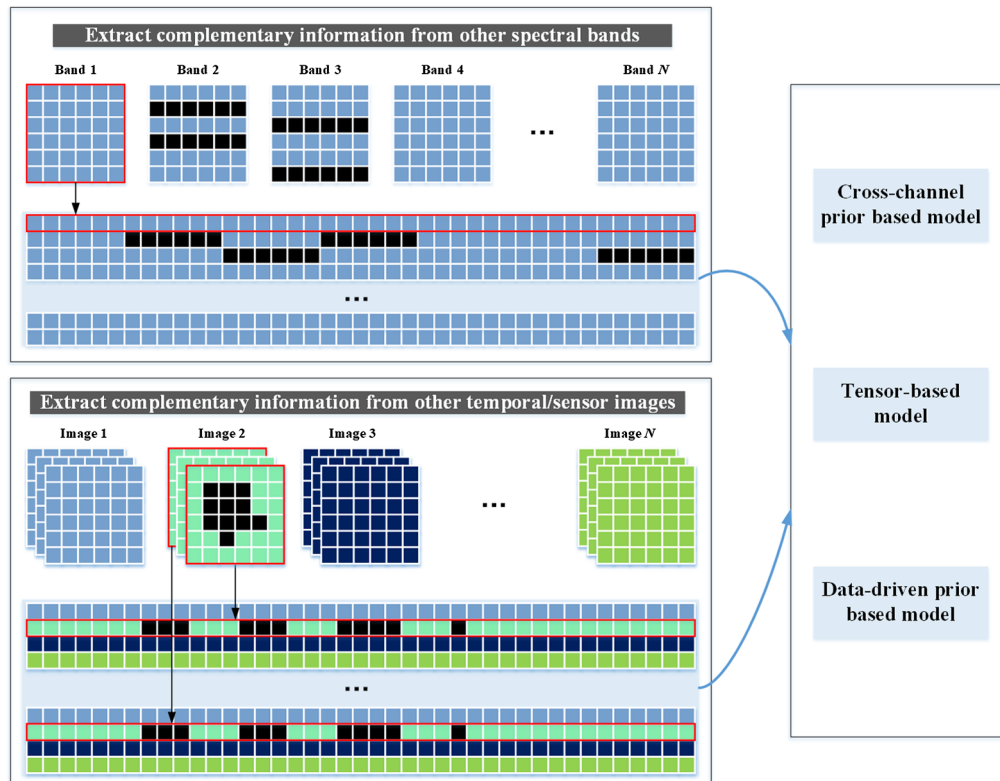 Extract complementary information from other spectral bands
Band 1
Band 2
Band 3
Band 4
Band N
...
...
Extract complementary information from other temporal/sensor images
Image 1
Image 2
Image 3
Image N
...
...
Cross-channel
prior based model
Tensor-based
model
Data-driven prior
based model